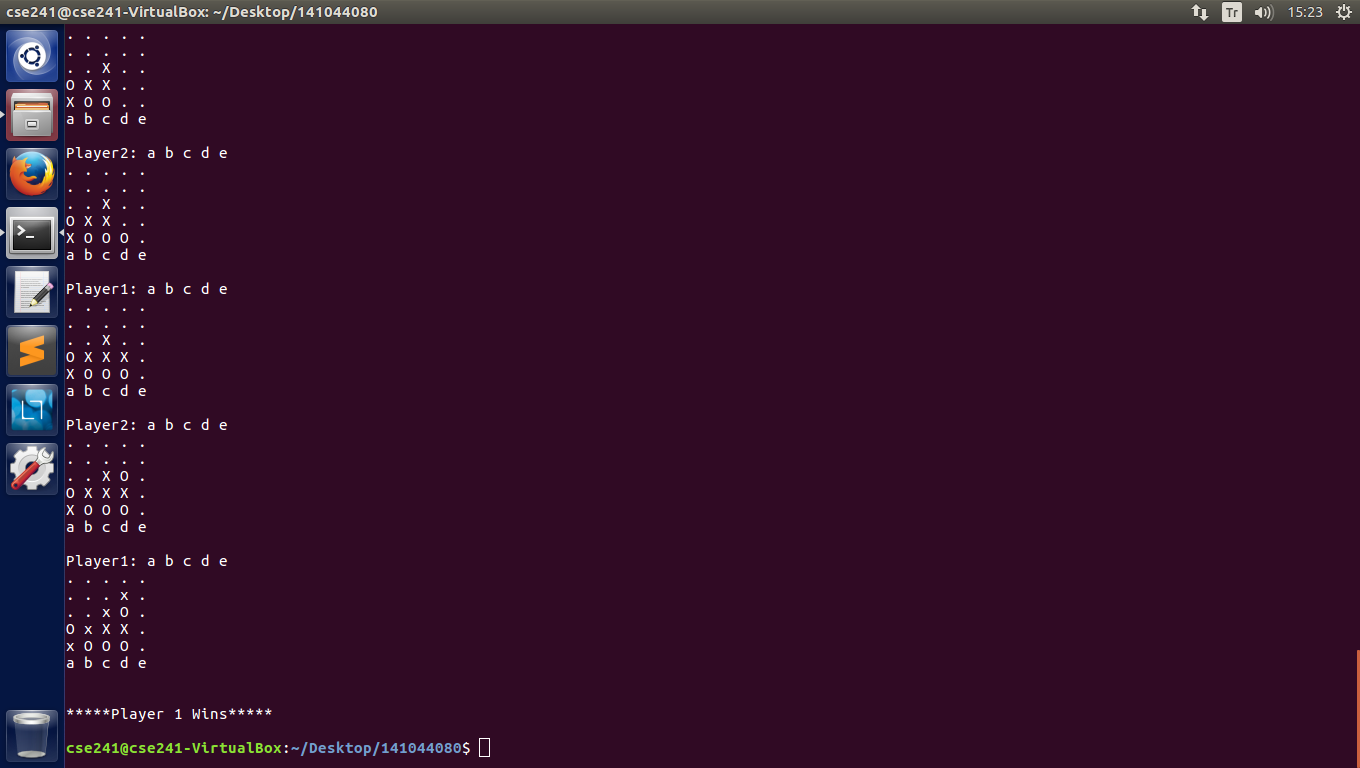 cse241@cse241-VirtualBox: ~/Desktop/141044080
Tr
15:23
. . . . .
. . . . .
. . X . .
O X X . .
X O O . .
a b c d e
Player2: a b c d e
. . . . .
. . . . .
. . X . .
O X X . .
X O O O .
a b c d e
Player1: a b c d e
. . . . .
. . . . .
. . X . .
O X X X .
X O O O .
a b c d e
Player2: a b c d e
. . . . .
. . . . .
. . X O .
O X X X .
X O O O .
a b c d e
Player1: a b c d e
. . . . .
. . . x .
. . x O .
O x X X .
x O O O .
a b c d e
*****Player 1 Wins*****
cse241@cse241-VirtualBox:~/Desktop/141044080$